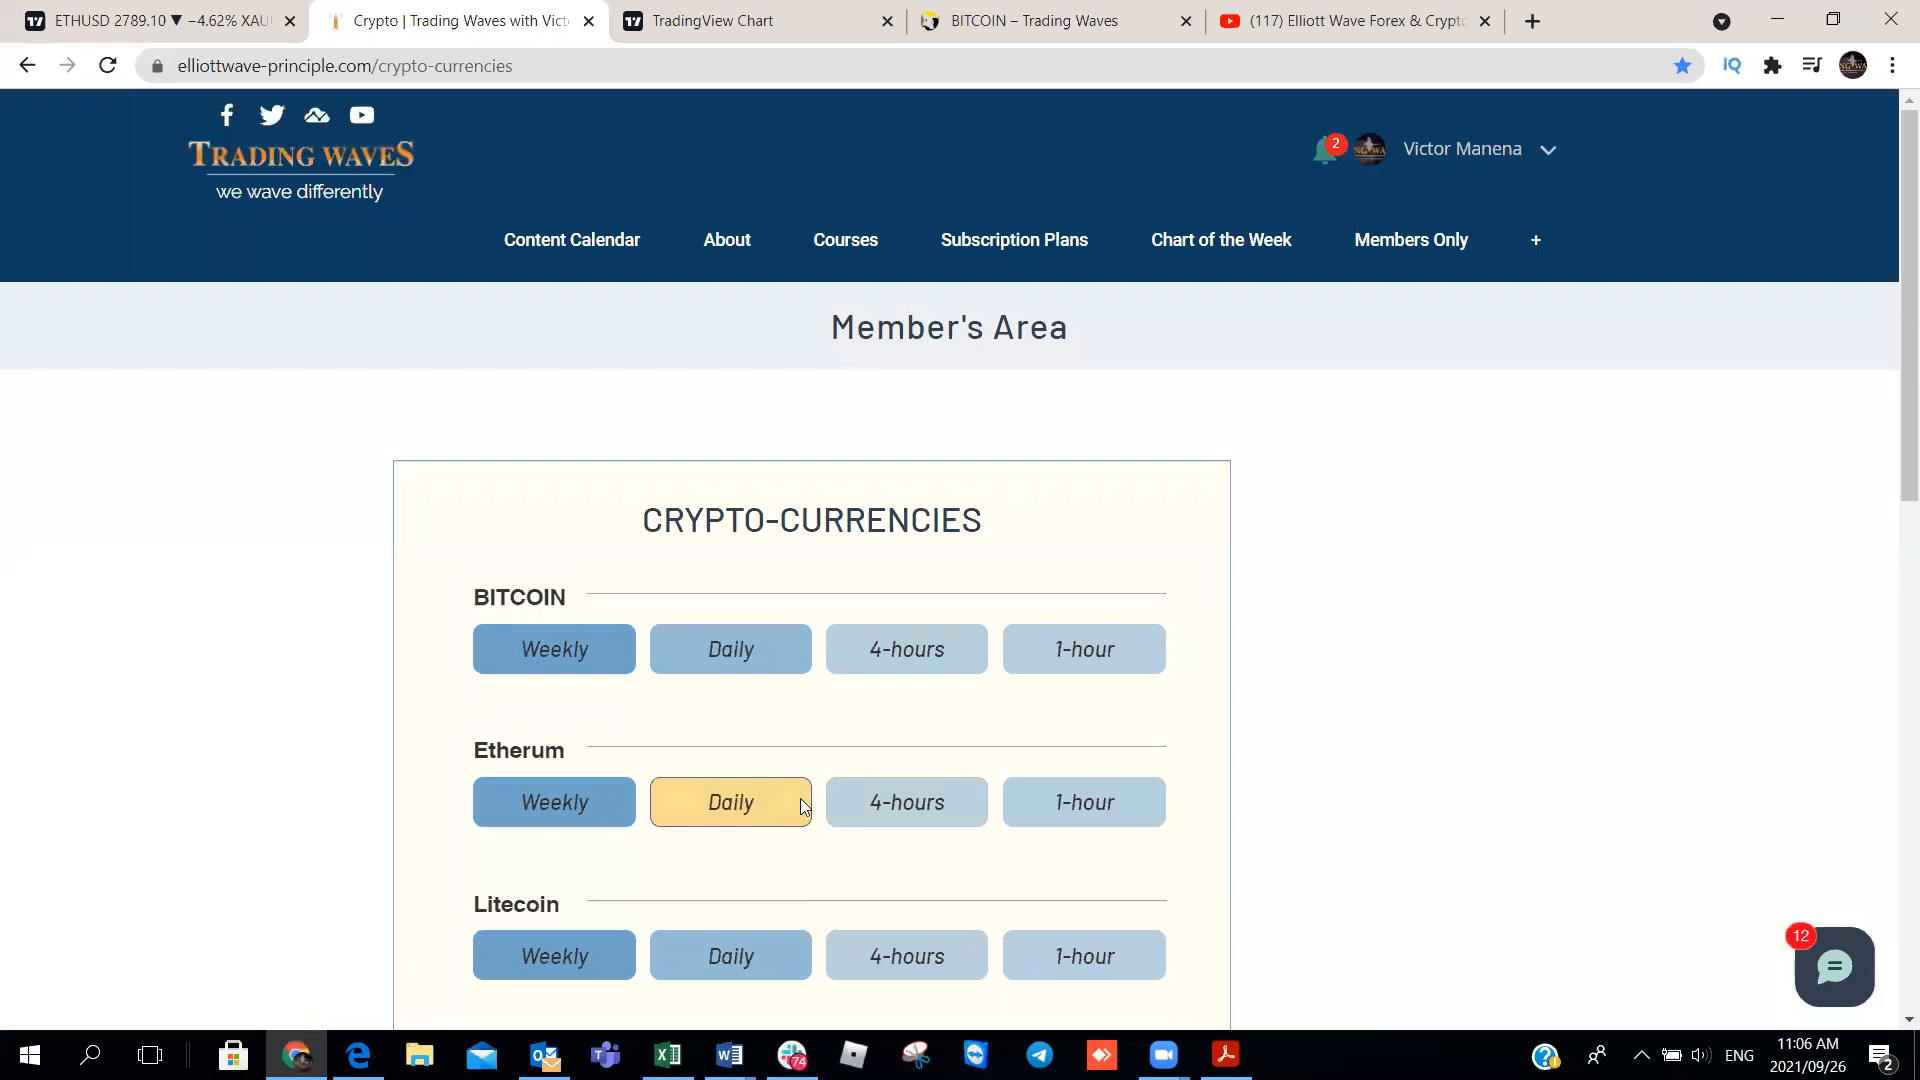 ETHUSD 2789.10 ▼ −4.62% XAU
Crypto | Trading Waves with Vict
TradingView Chart
BITCOIN – Trading Waves
(117) Elliott Wave Forex & Crypto
elliottwave-principle.com/crypto-currencies
IQ
TRADING WAVES
we wave differently
2
Victor Manena
Content Calendar
About
Courses
Subscription Plans
Chart of the Week
Members Only
+
Member's Area
CRYPTO-CURRENCIES
BITCOIN
Weekly
Daily
4-hours
1-hour
Etherum
Weekly
Daily
4-hours
1-hour
Litecoin
Weekly
Daily
4-hours
1-hour
12
74
ENG
11:06 AM
2021/09/26
2